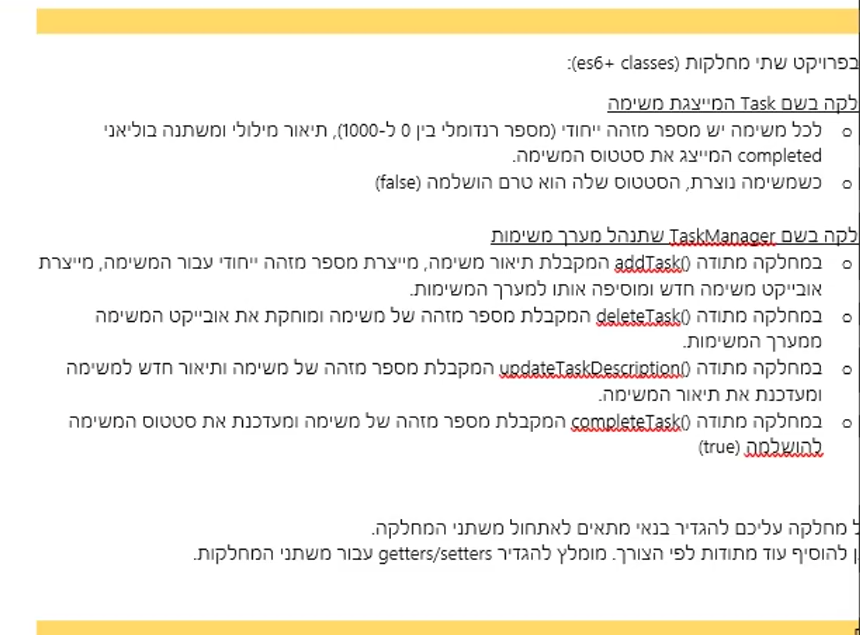 בפרויקט שתי מחלקות (es6+ classes):
לקה בשם Task המייצגת משימה
o לכל משימה יש מספר מזהה ייחודי (מספר רנדומלי בין 0 ל-1000), תיאור מילולי ומשתנה בוליאני
completed המייצג את סטטוס המשימה.
o כשמשימה נוצרת, הסטטוס שלה הוא טרם הושלמה (false)
לקה בשם TaskManager שתנהל מערך משימות
o במחלקה מתודה addTask() המקבלת תיאור משימה, מייצרת מספר מזהה ייחודי עבור המשימה, מייצרת
אובייקט משימה חדש ומוסיפה אותו למערך המשימות.
o במחלקה מתודה deleteTask() המקבלת מספר מזהה של משימה ומוחקת את אובייקט המשימה
ממערך המשימות.
o במחלקה מתודה updateTaskDescription() המקבלת מספר מזהה של משימה ותיאור חדש למשימה
ומעדכנת את תיאור המשימה.
o במחלקה מתודה completeTask() המקבלת מספר מזהה של משימה ומעדכנת את סטטוס המשימה
להושלמה (true)
ל מחלקה עליכם להגדיר בנאי מתאים לאתחול משתני המחלקה.
ן להוסיף עוד מתודות לפי הצורך. מומלץ להגדיר getters/setters עבור משתני המחלקות.